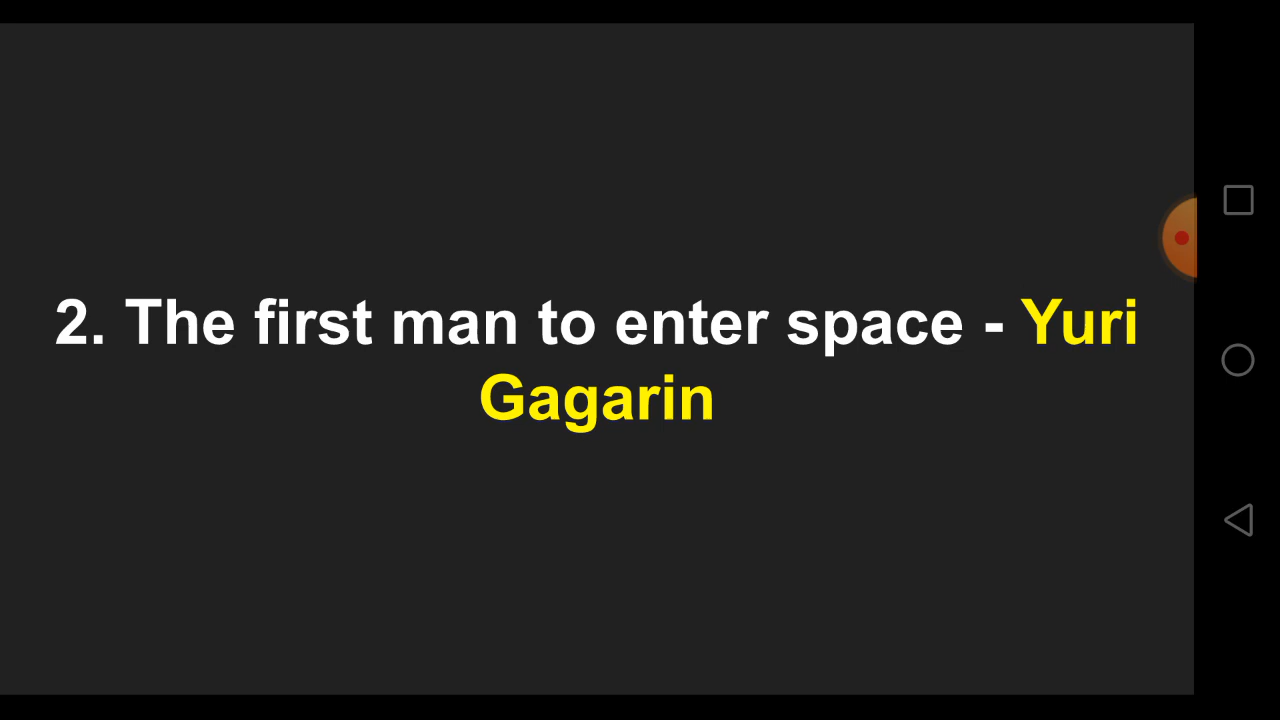 2. The first man to enter space - Yuri
Gagarin